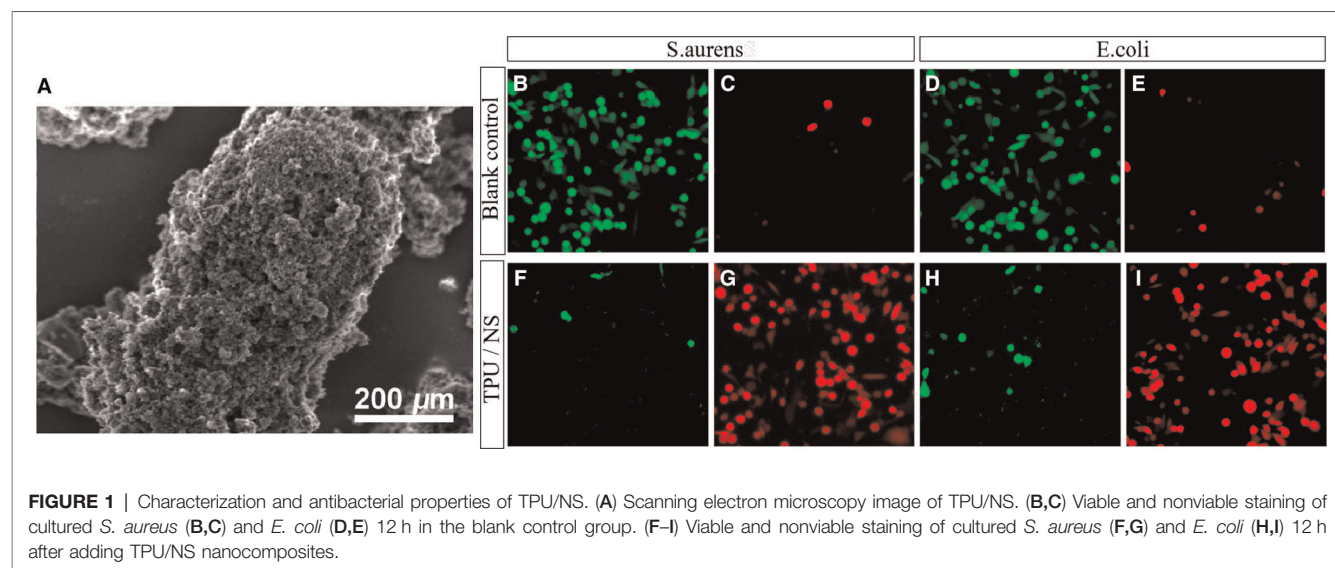 S.aurens
E.coli
A
B
C
D
E
Blank control
F
G
H
I
TPU / NS
200 µm
FIGURE 1 | Characterization and antibacterial properties of TPU/NS. (A) Scanning electron microscopy image of TPU/NS. (B,C) Viable and nonviable staining of
cultured S. aureus (B,C) and E. coli (D,E) 12 h in the blank control group. (F–I) Viable and nonviable staining of cultured S. aureus (F,G) and E. coli (H,I) 12 h
after adding TPU/NS nanocomposites.